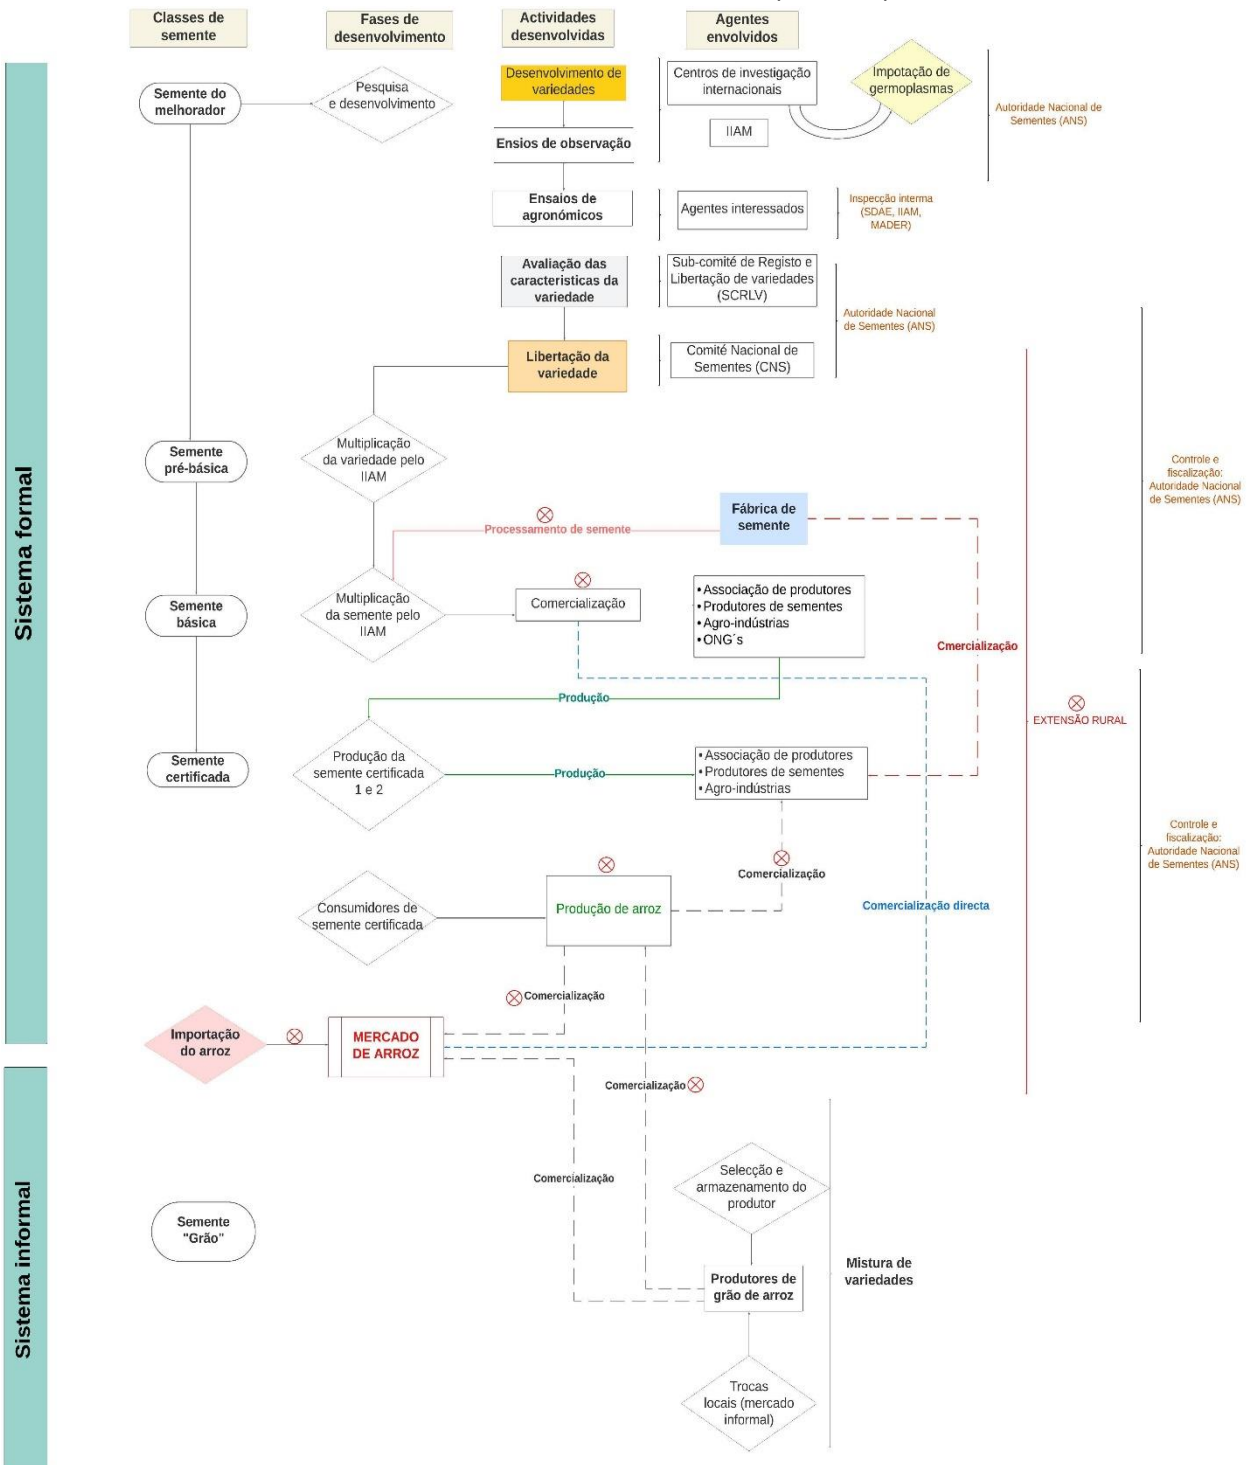 Classes de
semente
Fases de
desenvolvimento
Actividades
desenvolvidas
Agentes
envolvidos
Sistema formal
Semente do
melhorador
Pesquisa
e desenvolvimento
Desenvolvimento de
variedades
Centros de investigação
internacionais
Impotação de
germoplasmas
Autoridade Nacional de
Sementes (ANS)
IIAM
Ensios de observação
Ensaios de
agronómicos
Agentes interessados
Inspecção interma
(SDAE, IIAM,
MADER)
Avaliação das
caracteristicas da
variedade
Sub-comité de Registo e
Libertação de variedades
(SCRLV)
Autoridade Nacional
de Sementes (ANS)
Libertação da
variedade
Comité Nacional de
Sementes (CNS)
Semente
pré-básica
Multiplicação
da variedade pelo
IIAM
Controle e
fiscalização:
Autoridade Nacional
de Sementes (ANS)
Processamento de semente
Fábrica de
semente
Semente
básica
Multiplicação
da semente pelo
IIAM
Comercialização
• Associação de produtores
• Produtores de sementes
• Agro-indústrias
• ONG´s
Cmercialização
Produção
EXTENSÃO RURAL
Semente
certificada
Produção da
semente certificada
1 e 2
Produção
• Associação de produtores
• Produtores de sementes
• Agro-indústrias
Controle e
fiscalização:
Autoridade Nacional
de Sementes (ANS)
Comercialização
Consumidores de
semente certificada
Produção de arroz
Comercialização directa
Comercialização
Importação
do arroz
MERCADO
DE ARROZ
Comercialização
Sistema informal
Comercialização
Selecção e
armazenamento do
produtor
Semente
"Grão"
Mistura de
variedades
Produtores de
grão de arroz
Trocas
locais (mercado
informal)